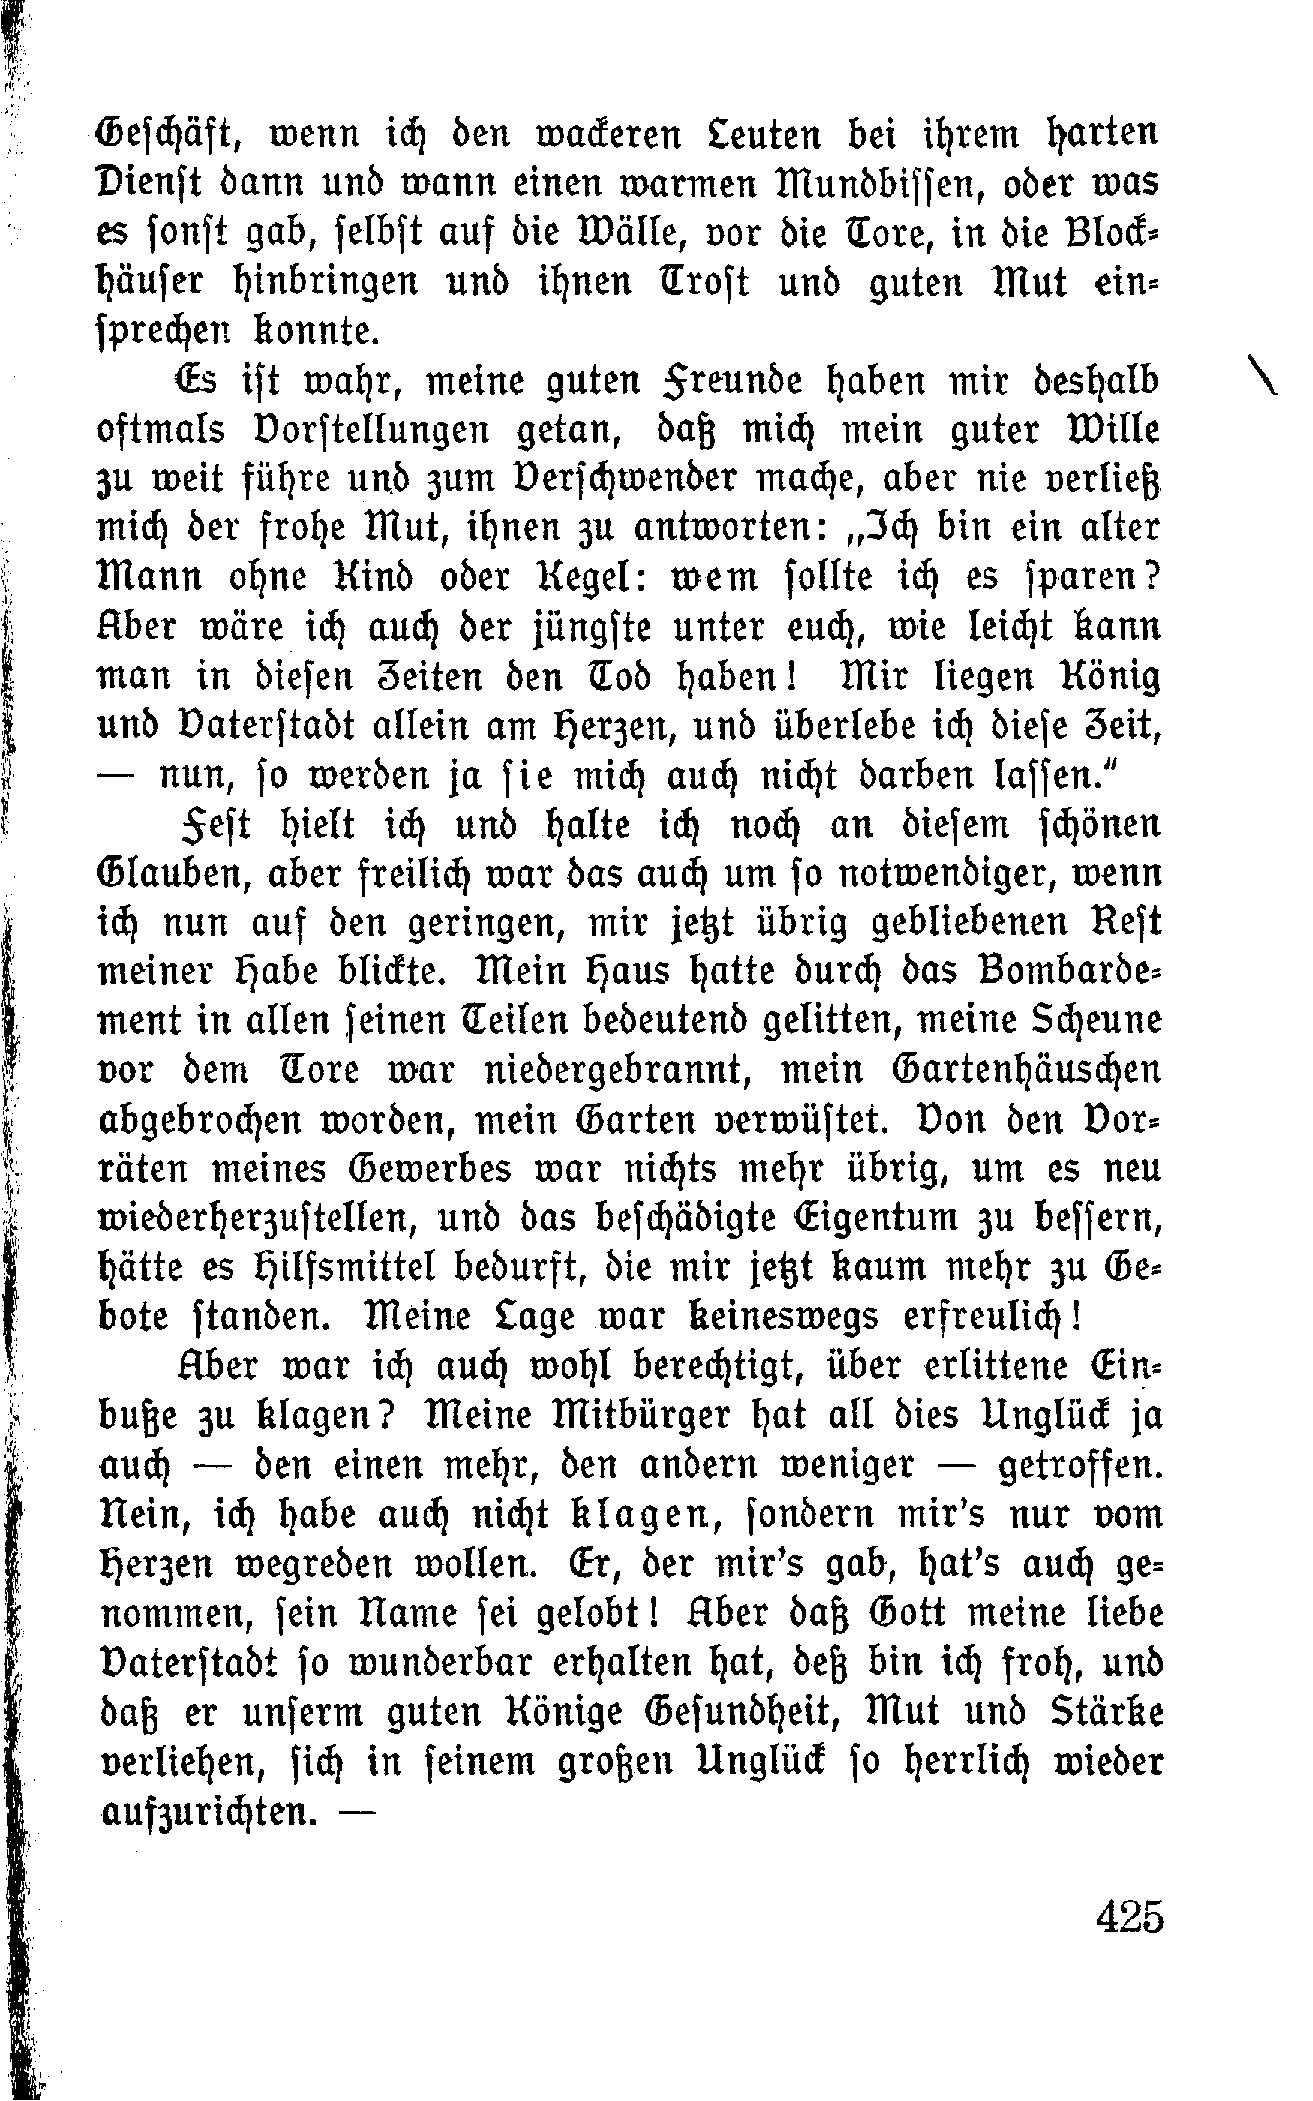 Geschäft, wenn ich den wackeren Leuten bei ihrem harten
Dienst dann und wann einen warmen Mundbissen, oder was
es sonst gab, selbst auf die Wälle, vor die Tore, in die Block-
häuser hinbringen und ihnen Trost und guten Mut ein-
sprechen konnte.
Es ist wahr, meine guten Freunde haben mir deshalb
oftmals Vorstellungen getan, daß mich mein guter Wille
zu weit führe und zum Verschwender mache, aber nie verließ
mich der frohe Mut, ihnen zu antworten: „Ich bin ein alter
Mann ohne Kind oder Kegel: wem sollte ich es sparen?
Aber wäre ich auch der jüngste unter euch, wie leicht kann
man in diesen Zeiten den Tod haben! Mir liegen König
und Vaterstadt allein am Herzen, und überlebe ich diese Zeit,
— nun, so werden ja sie mich auch nicht darben lassen.“
Fest hielt ich und halte ich noch an diesem schönen
Glauben, aber freilich war das auch um so notwendiger, wenn
ich nun auf den geringen, mir jetzt übrig gebliebenen Rest
meiner Habe blickte. Mein Haus hatte durch das Bombarde-
ment in allen seinen Teilen bedeutend gelitten, meine Scheune
vor dem Tore war niedergebrannt, mein Gartenhäuschen
abgebrochen worden, mein Garten verwüstet. Von den Vor-
räten meines Gewerbes war nichts mehr übrig, um es neu
wiederherzustellen, und das beschädigte Eigentum zu bessern,
hätte es Hilfsmittel bedurft, die mir jetzt kaum mehr zu Ge-
bote standen. Meine Lage war keineswegs erfreulich!
Aber war ich auch wohl berechtigt, über erlittene Ein-
buße zu klagen? Meine Mitbürger hat all dies Unglück ja
auch — den einen mehr, den andern weniger — getroffen.
Nein, ich habe auch nicht klagen, sondern mir's nur vom
Herzen wegreden wollen. Er, der mir's gab, hat's auch ge-
nommen, sein Name sei gelobt! Aber daß Gott meine liebe
Vaterstadt so wunderbar erhalten hat, deß bin ich froh, und
daß er unserm guten Könige Gesundheit, Mut und Stärke
verliehen, sich in seinem großen Unglück so herrlich wieder
aufzurichten. —
425